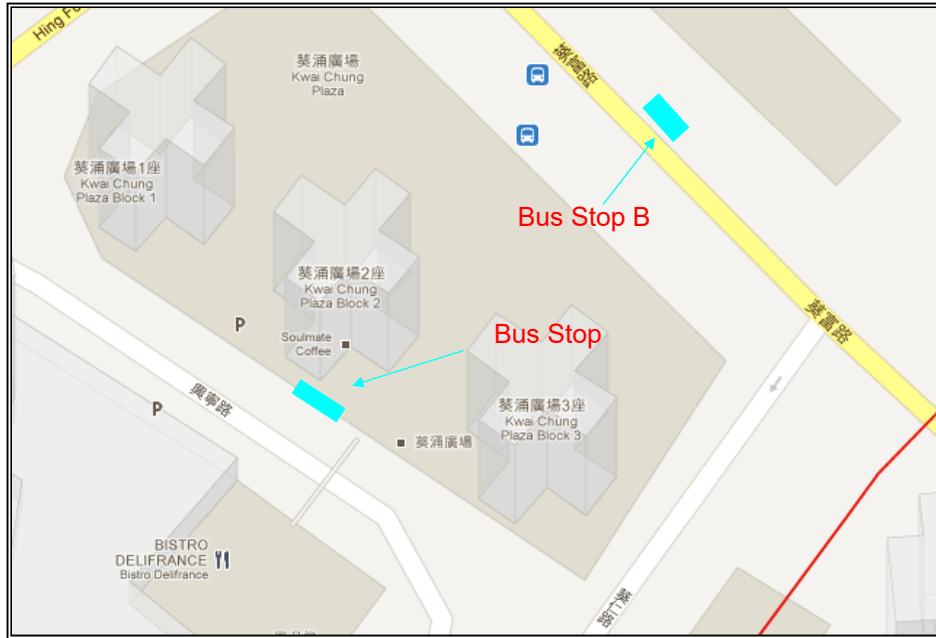 Hing Fo
葵涌廣場
Kwai Chung
Plaza
葵富路
葵涌廣場1座
Kwai Chung
Plaza Block 1
Bus Stop B
葵涌廣場2座
Kwai Chung
Plaza Block 2
P
Soulmate
Coffee
Bus Stop
葵富路
興寧路
P
葵涌廣場3座
Kwai Chung
Plaza Block 3
葵涌廣場
BISTRO
DELIFRANCE
Bistro Delifrance
葵仁路